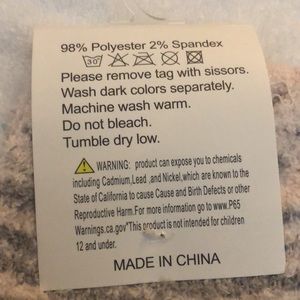 98% Polyester 2% Spandex
30
Please remove tag with sissors.
Wash dark colors separately.
Machine wash warm.
Do not bleach.
Tumble dry low.
WARNING: product can expose you to chemicals
including Cadmium,Lead ,and Nickel,which are known to the
State of California to cause Cause and Birth Defects or other
Reproductive Harm.For more information go to www.P65
Warnings.ca.gov"This product is not intended for children
12 and under.
MADE IN CHINA